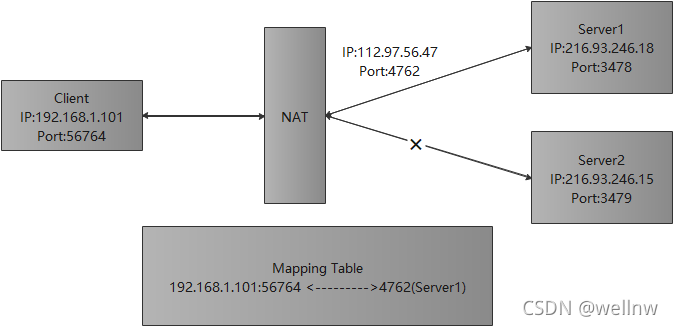 Client
IP:192.168.1.101
Port:56764
NAT
IP:112.97.56.47
Port:4762
Server1
IP:216.93.246.18
Port:3478
Server2
IP:216.93.246.15
Port:3479
Mapping Table
192.168.1.101:56764 <--------->4762(Server1)
CSDN @wellnw